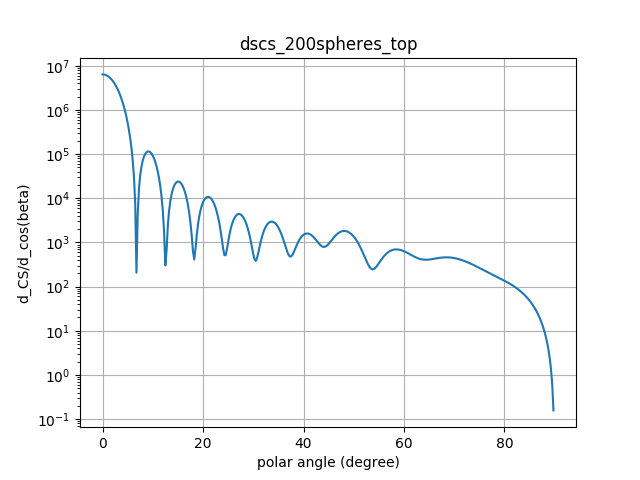 dscs_200spheres_top
d_CS/d_cos(beta)
10⁷
10⁶
10⁵
10⁴
10³
10²
10¹
10⁰
10⁻¹
0 20 40 60 80
polar angle (degree)